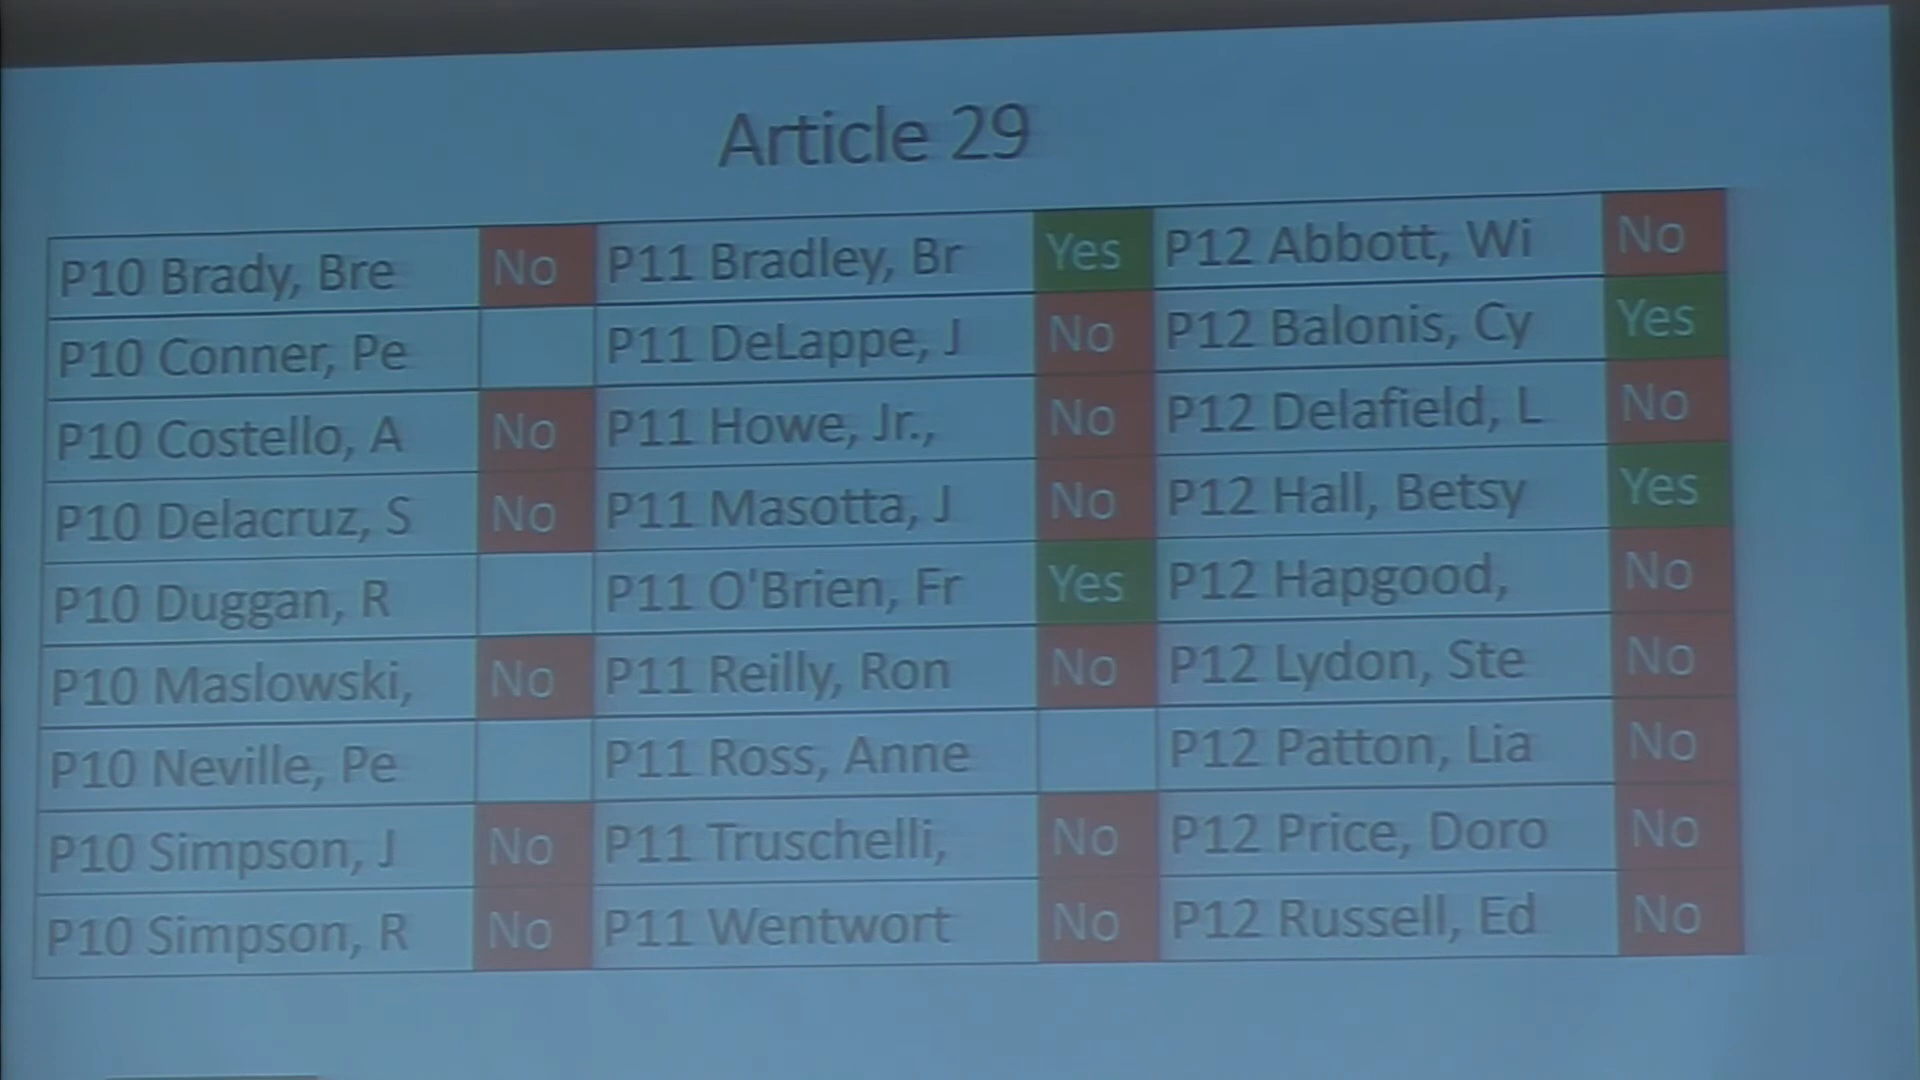 Article 29
P10 Brady, Bre No P11 Bradley, Br Yes P12 Abbott, Wi No
P10 Conner, Pe P11 DeLappe, J No P12 Balonis, Cy Yes
P10 Costello, A No P11 Howe, Jr., No P12 Delafield, L No
P10 Delacruz, S No P11 Masotta, J No P12 Hall, Betsy Yes
P10 Duggan, R P11 O'Brien, Fr Yes P12 Hapgood, No
P10 Maslowski, No P11 Reilly, Ron No P12 Lydon, Ste No
P10 Neville, Pe P11 Ross, Anne P12 Patton, Lia No
P10 Simpson, J No P11 Truschelli, No P12 Price, Doro No
P10 Simpson, R No P11 Wentwort No P12 Russell, Ed No